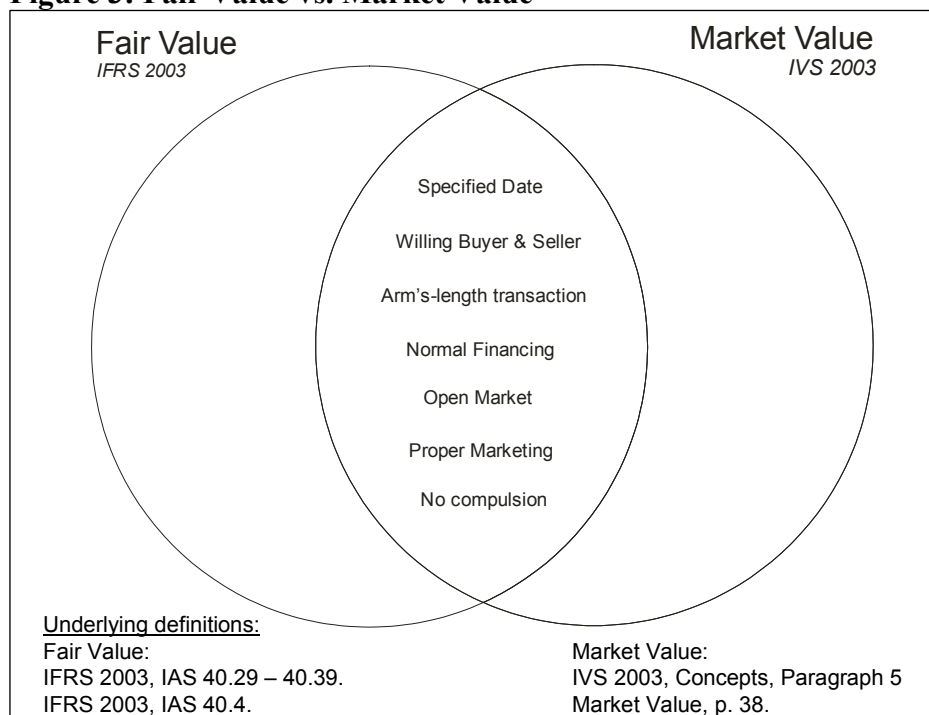 Figure 3: Fair Value vs. Market Value
Fair Value
IFRS 2003
Market Value
IVS 2003
Specified Date
Willing Buyer & Seller
Arm's-length transaction
Normal Financing
Open Market
Proper Marketing
No compulsion
Underlying definitions:
Fair Value:
IFRS 2003, IAS 40.29 – 40.39.
IFRS 2003, IAS 40.4.
Market Value:
IVS 2003, Concepts, Paragraph 5
Market Value, p. 38.